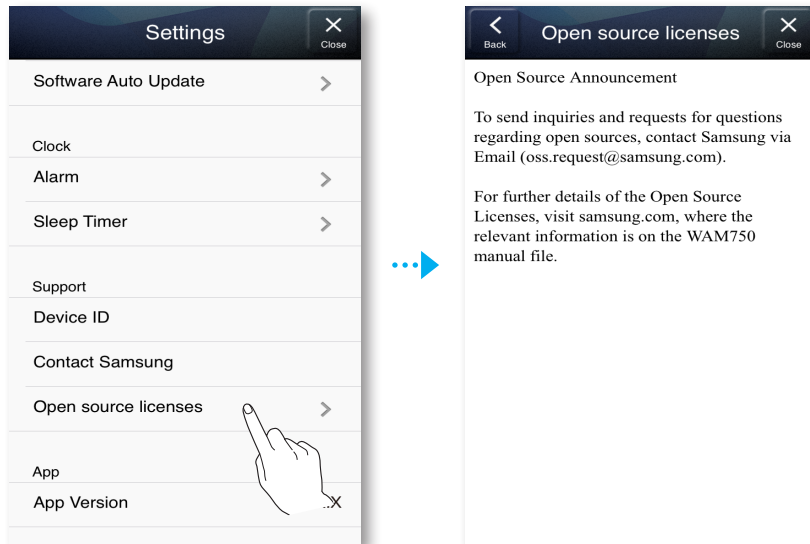 Settings
Close
Software Auto Update
Clock
Alarm
Sleep Timer
Support
Device ID
Contact Samsung
Open source licenses
App
App Version
.X
Back
Open source licenses
Close
Open Source Announcement
To send inquiries and requests for questions
regarding open sources, contact Samsung via
Email (oss.request@samsung.com).
For further details of the Open Source
Licenses, visit samsung.com, where the
relevant information is on the WAM750
manual file.